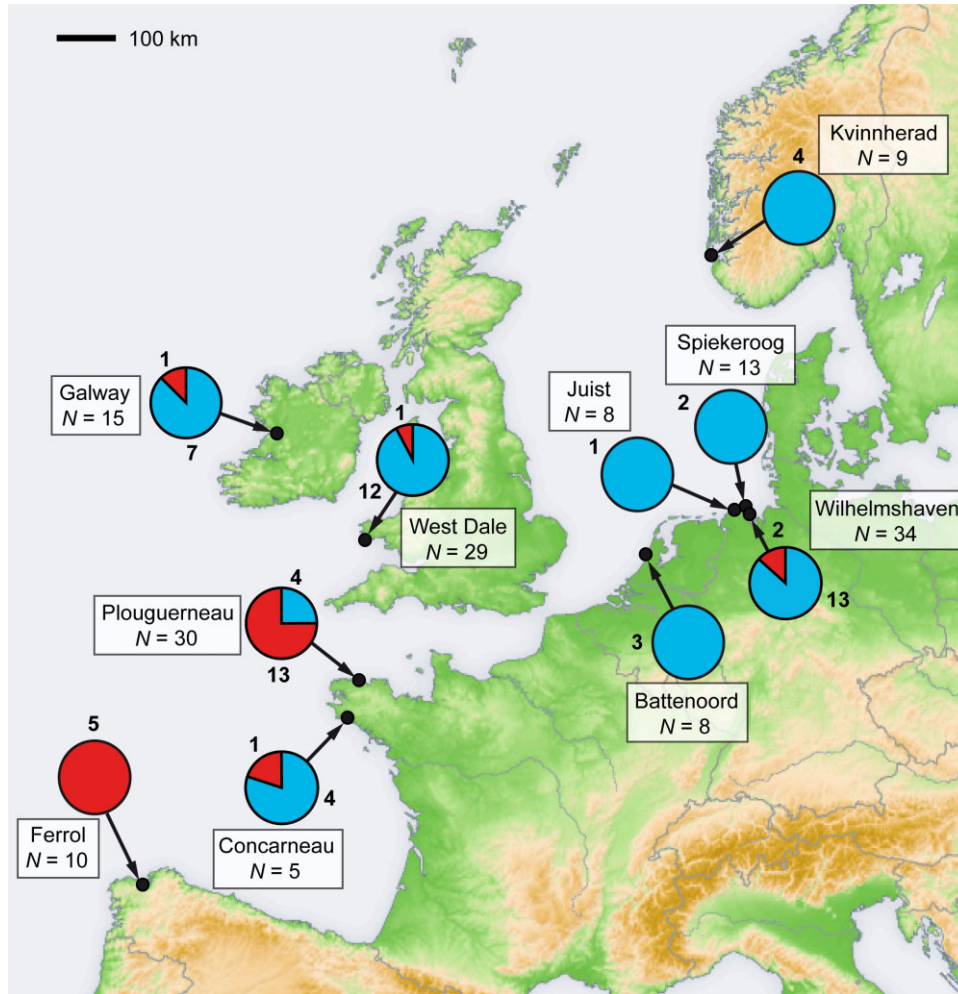 100 km
Kvinnherad
N = 9
4
Spiekeroog
N = 13
2
Juist
N = 8
1
Galway
N = 15
1
7
1
12
West Dale
N = 29
Wilhelmshaven
N = 34
2
13
Plouguerneau
N = 30
4
13
3
Battenoord
N = 8
5
Ferrol
N = 10
1
4
Concarneau
N = 5